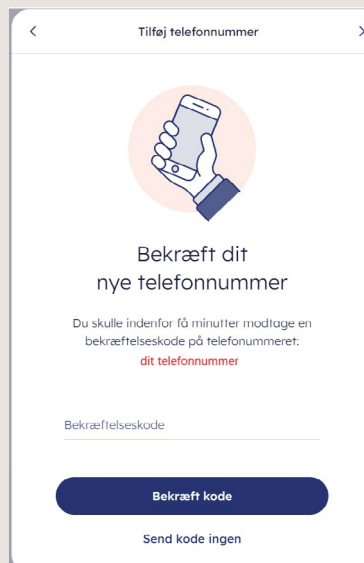 Tilføj telefonnummer
Bekræft dit
nye telefonnummer
Du skulle indenfor få minutter modtage en
bekræftelseskode på telefonummeret:
dit telefonnummer
Bekræftelseskode
Bekræft kode
Send kode ingen